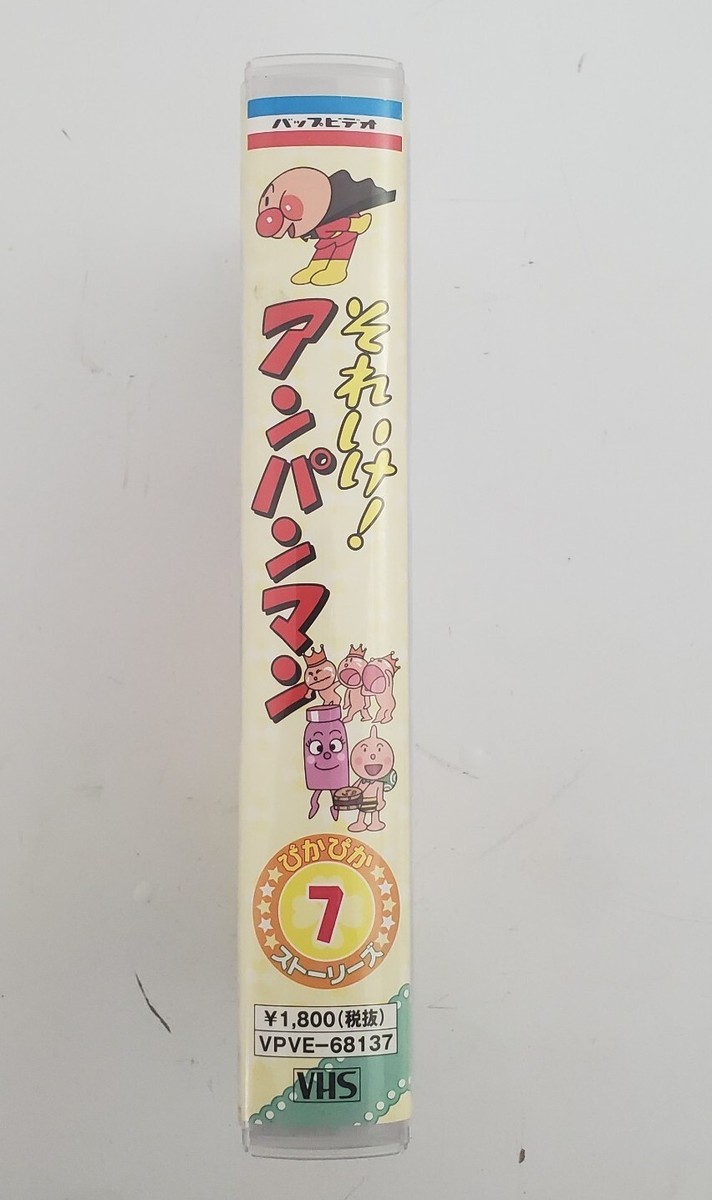 バップビデオ
それいけ!
アンパンマン
ぴかぴか
7
ストーリーズ
¥1,800(税抜)
VPVE-68137
VHS